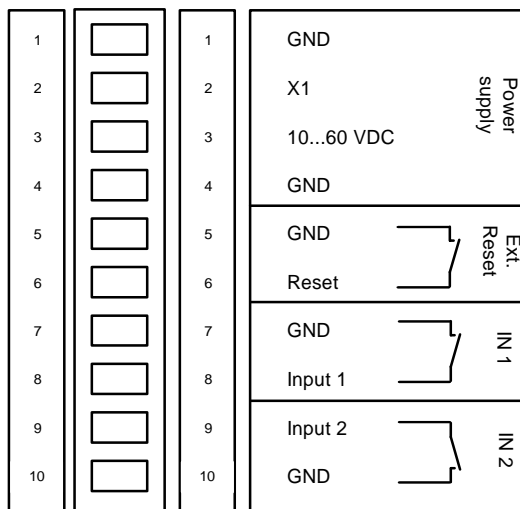 1 1 GND
2 2 X1
3 3 10...60 VDC
4 4 GND
Power
supply
5 5 GND
6 6 Reset
Ext.
Reset
7 7 GND
8 8 Input 1
IN 1
9 9 Input 2
10 10 GND
IN 2